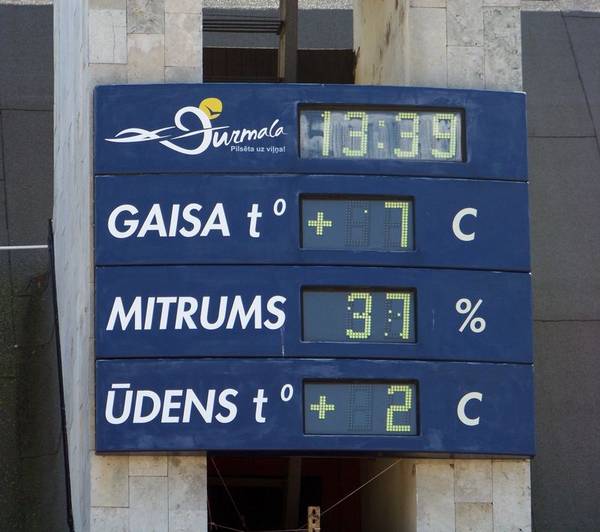 Jurmala
Pilsēta uz viļņa!
13:39
GAISA t° + 7 C
MITRUMS 37 %
ŪDENS t° + 2 C